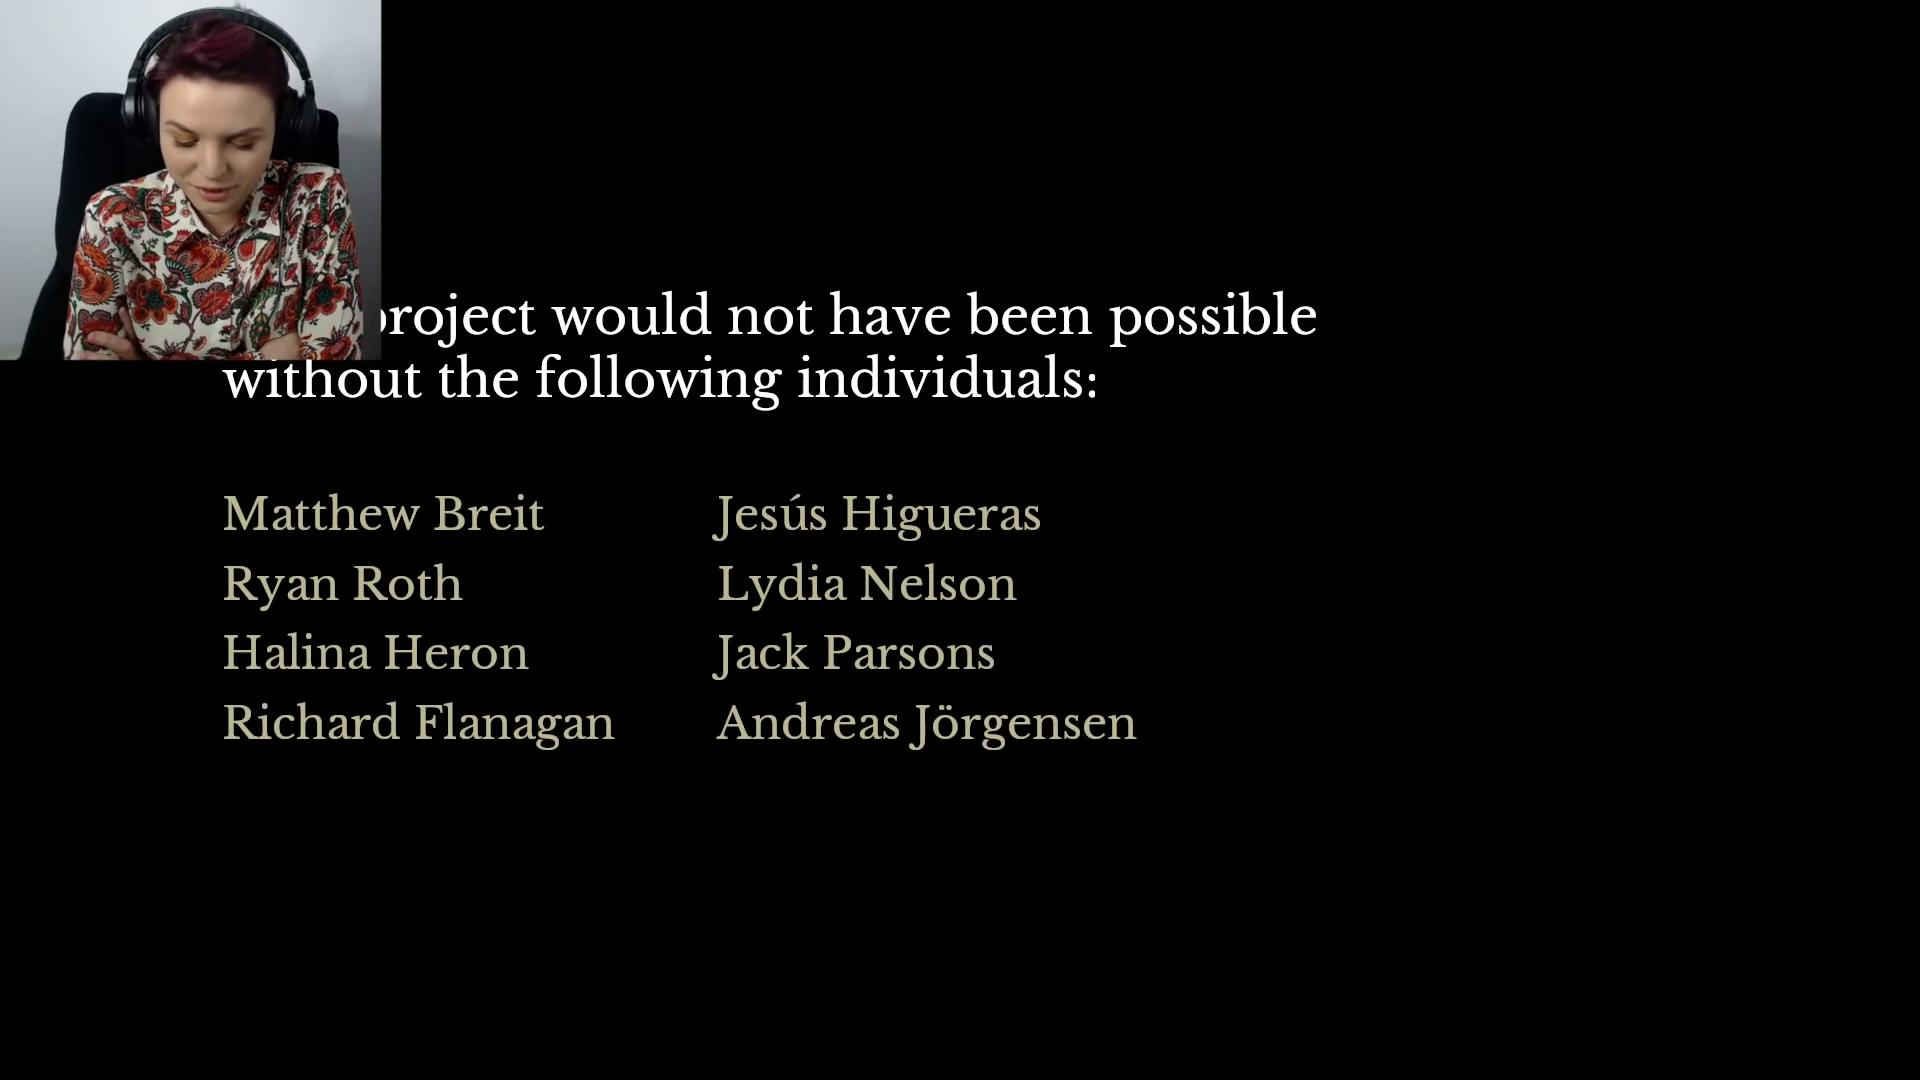 project would not have been possible
without the following individuals:
Matthew Breit
Jesús Higueras
Ryan Roth
Lydia Nelson
Halina Heron
Jack Parsons
Richard Flanagan
Andreas Jörgensen